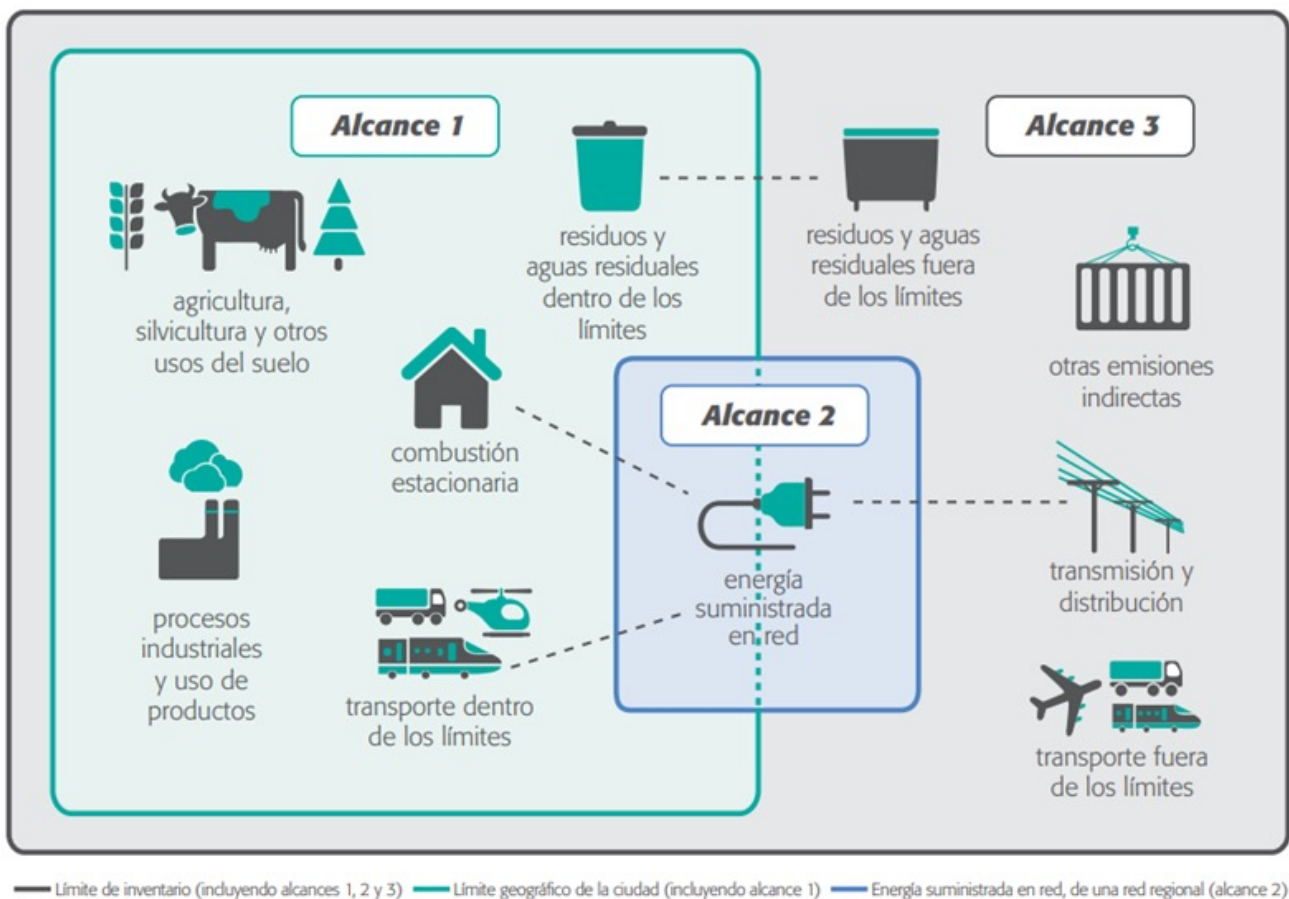 Alcance 1
Alcance 3
residuos y
aguas residuales
dentro de los
límites
residuos y aguas
residuales fuera
de los límites
agricultura,
silvicultura y otros
usos del suelo
otras emisiones
indirectas
Alcance 2
combustión
estacionaria
energía
suministrada
en red
transmisión y
distribución
procesos
industriales
y uso de
productos
transporte dentro
de los límites
transporte fuera
de los límites
Límite de inventario (incluyendo alcances 1, 2 y 3)
Límite geográfico de la ciudad (incluyendo alcance 1)
Energía suministrada en red, de una red regional (alcance 2)